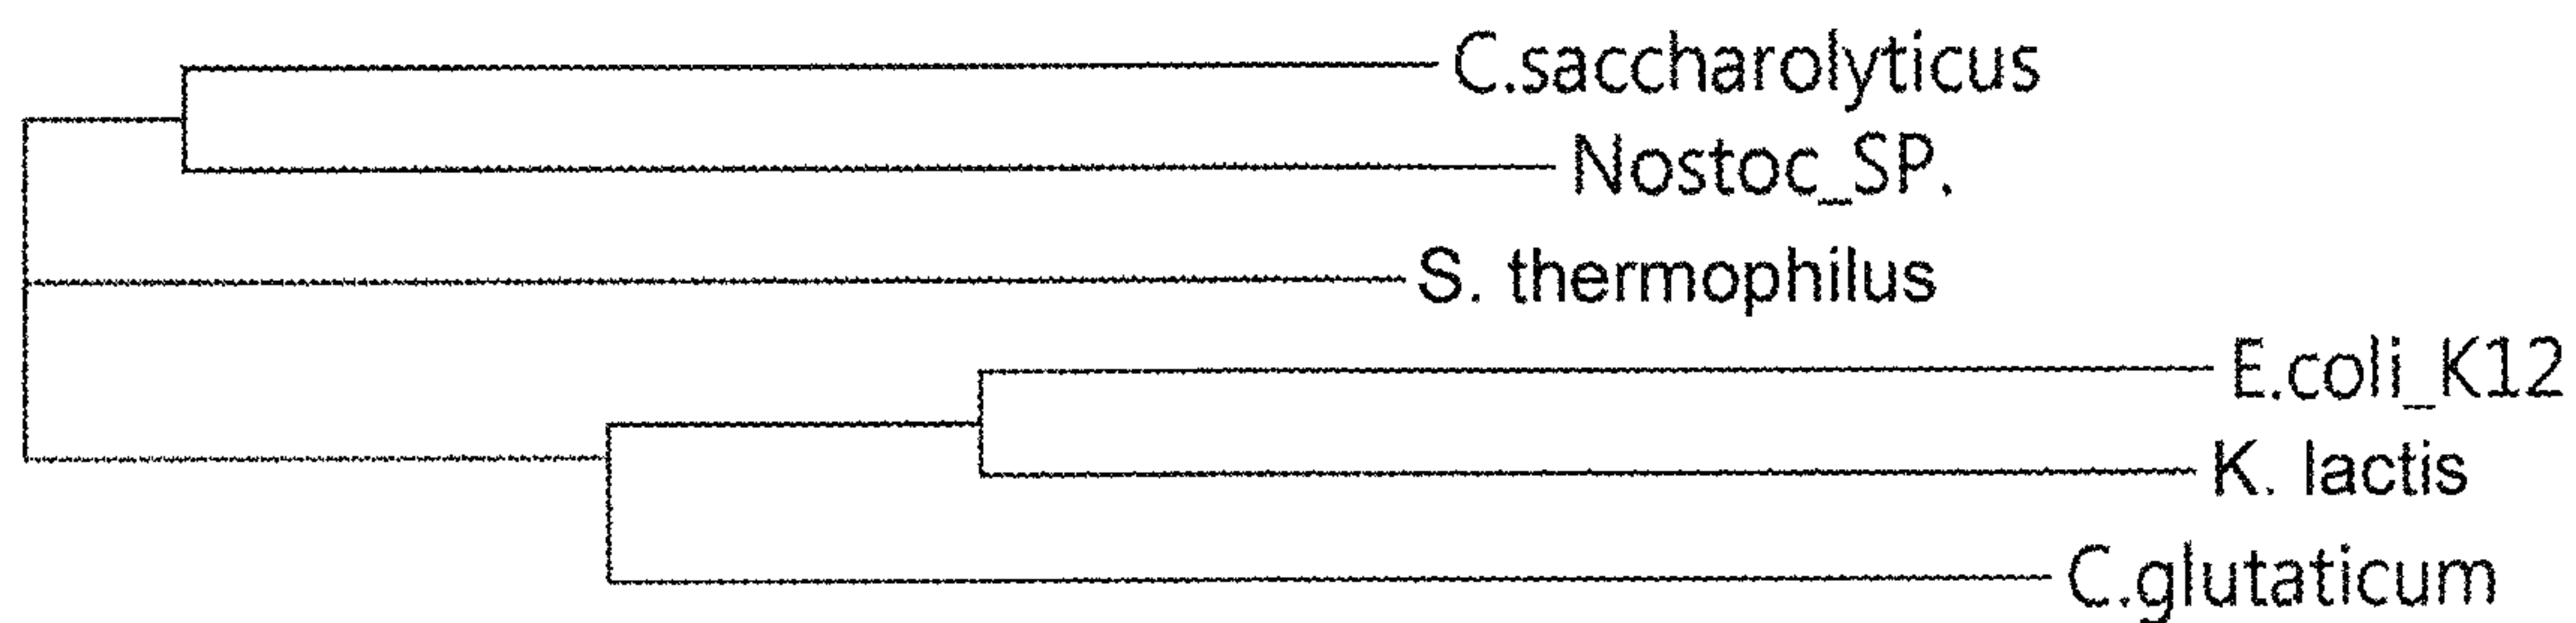 C.saccharolyticus
Nostoc_SP.
S. thermophilus
E.coli_K12
K. lactis
C.glutaticum